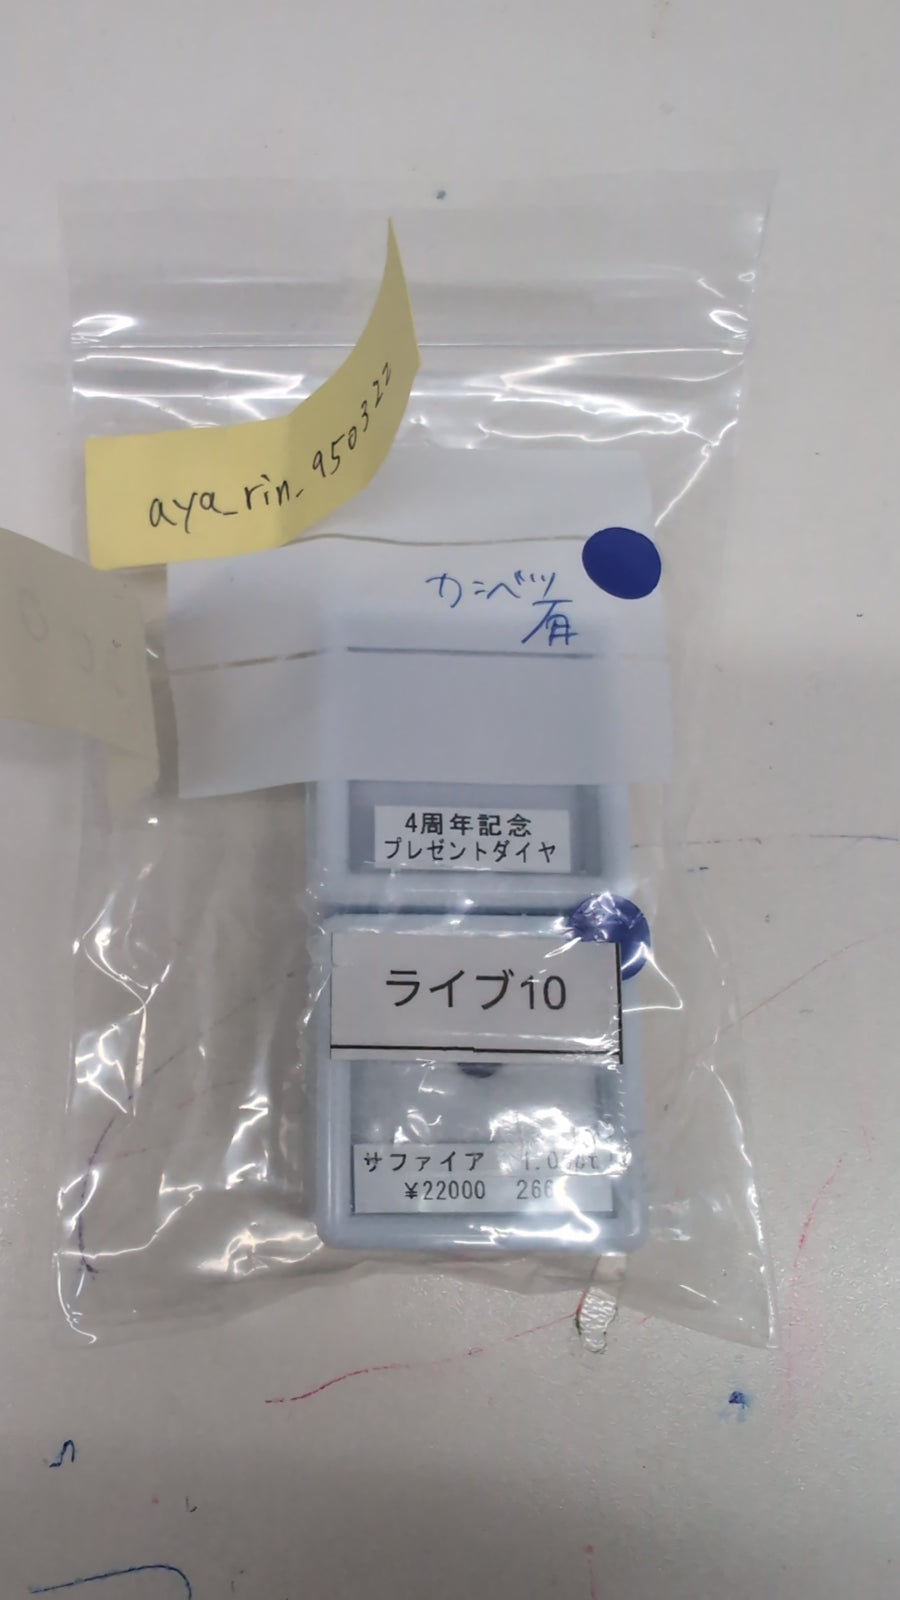 aya_rin_950322
カンベツ
有
4周年記念
プレゼントダイヤ
ライブ10
サファイア
¥22000